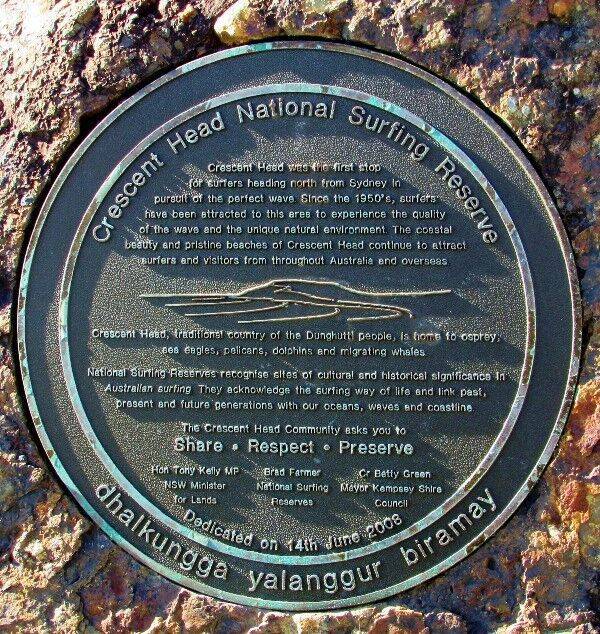 Crescent Head National Surfing Reserve
Crescent Head was the first stop
for surfers heading north from Sydney in
pursuit of the perfect wave. Since the 1950's, surfers
have been attracted to this area to experience the quality
of the wave and the unique natural environment. The coastal
beauty and pristine beaches of Crescent Head continue to attract
surfers and visitors from throughout Australia and overseas
Crescent Head, traditional country of the Dunghutti people, is home to osprey,
sea eagles, pelicans, dolphins and migrating whales
National Surfing Reserves recognise sites of cultural and historical significance in
Australian surfing. They acknowledge the surfing way of life and link past,
present and future generations with our oceans, waves and coastline
The Crescent Head Community asks you to
Share • Respect • Preserve
Hon Tony Kelly MP Brad Farmer Cr Betty Green
NSW Minister National Surfing Mayor Kempsey Shire
for Lands Reserves Council
Dedicated on 14th June 2008
dhalkungga yalanggur biramay